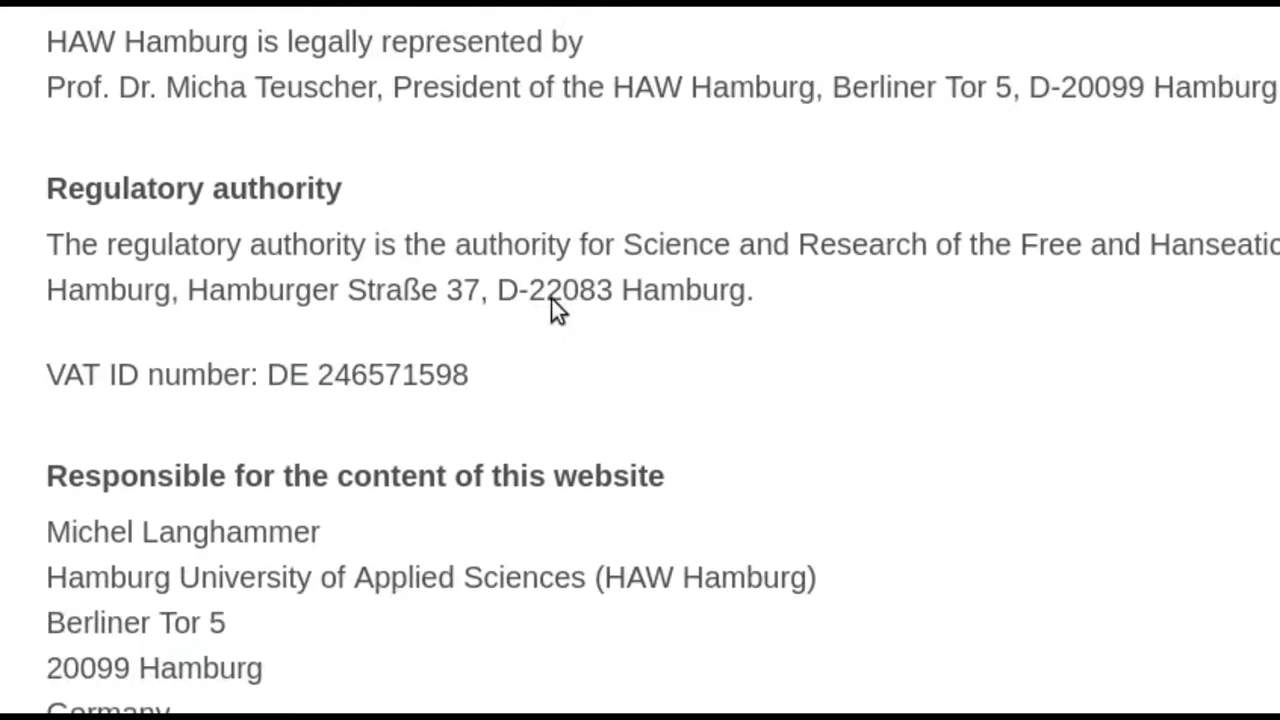 HAW Hamburg is legally represented by
Prof. Dr. Micha Teuscher, President of the HAW Hamburg, Berliner Tor 5, D-20099 Hamburg
Regulatory authority
The regulatory authority is the authority for Science and Research of the Free and Hanseatic
Hamburg, Hamburger Straße 37, D-22083 Hamburg.
VAT ID number: DE 246571598
Responsible for the content of this website
Michel Langhammer
Hamburg University of Applied Sciences (HAW Hamburg)
Berliner Tor 5
20099 Hamburg
Germany